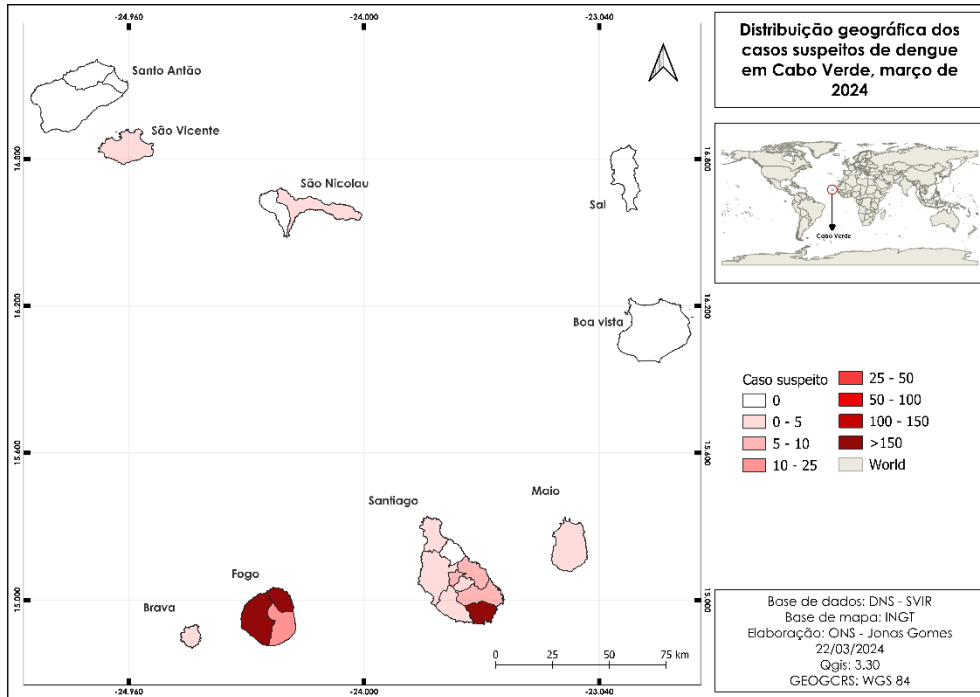 Distribuição geográfica dos
casos suspeitos de dengue
em Cabo Verde, março de
2024
-24.960
-24.000
-23.040
Santo Antão
São Vicente
16.800
16.800
São Nicolau
Sal
Cabo Verde
16.200
16.200
Boa vista
Caso suspeito
0
0 - 5
5 - 10
10 - 25
25 - 50
50 - 100
100 - 150
>150
World
15.600
15.600
Maio
Santiago
Fogo
Brava
15.000
15.000
0 25 50 75 km
-24.960
-24.000
-23.040
Base de dados: DNS - SVIR
Base de mapa: INGT
Elaboração: ONS - Jonas Gomes
22/03/2024
Qgis: 3.30
GEOGCRS: WGS 84